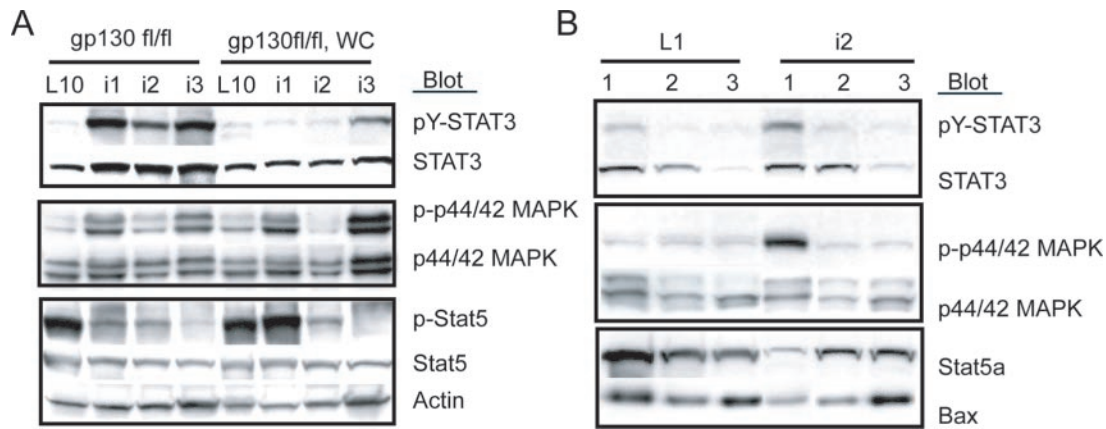 A
gp130 fl/fl
gp130fl/fl, WC
L10 i1 i2 i3 L10 i1 i2 i3
Blot
pY-STAT3
STAT3
p-p44/42 MAPK
p44/42 MAPK
p-Stat5
Stat5
Actin
B
L1
i2
1 2 3 1 2 3
Blot
pY-STAT3
STAT3
p-p44/42 MAPK
p44/42 MAPK
Stat5a
Bax